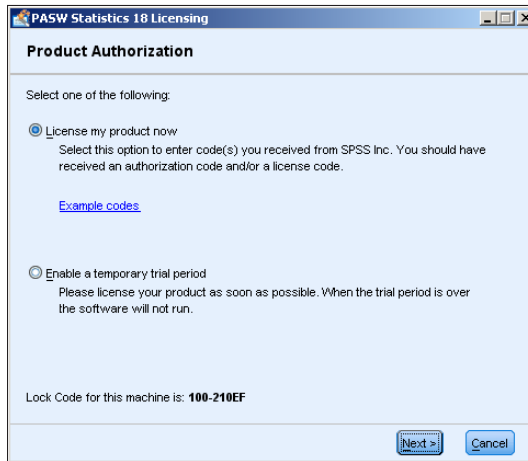 PASW Statistics 18 Licensing
Product Authorization
Select one of the following:
License my product now
Select this option to enter code(s) you received from SPSS Inc. You should have
received an authorization code and/or a license code.
Example codes
Enable a temporary trial period
Please license your product as soon as possible. When the trial period is over
the software will not run.
Lock Code for this machine is: 100-210EF
Next >
Cancel